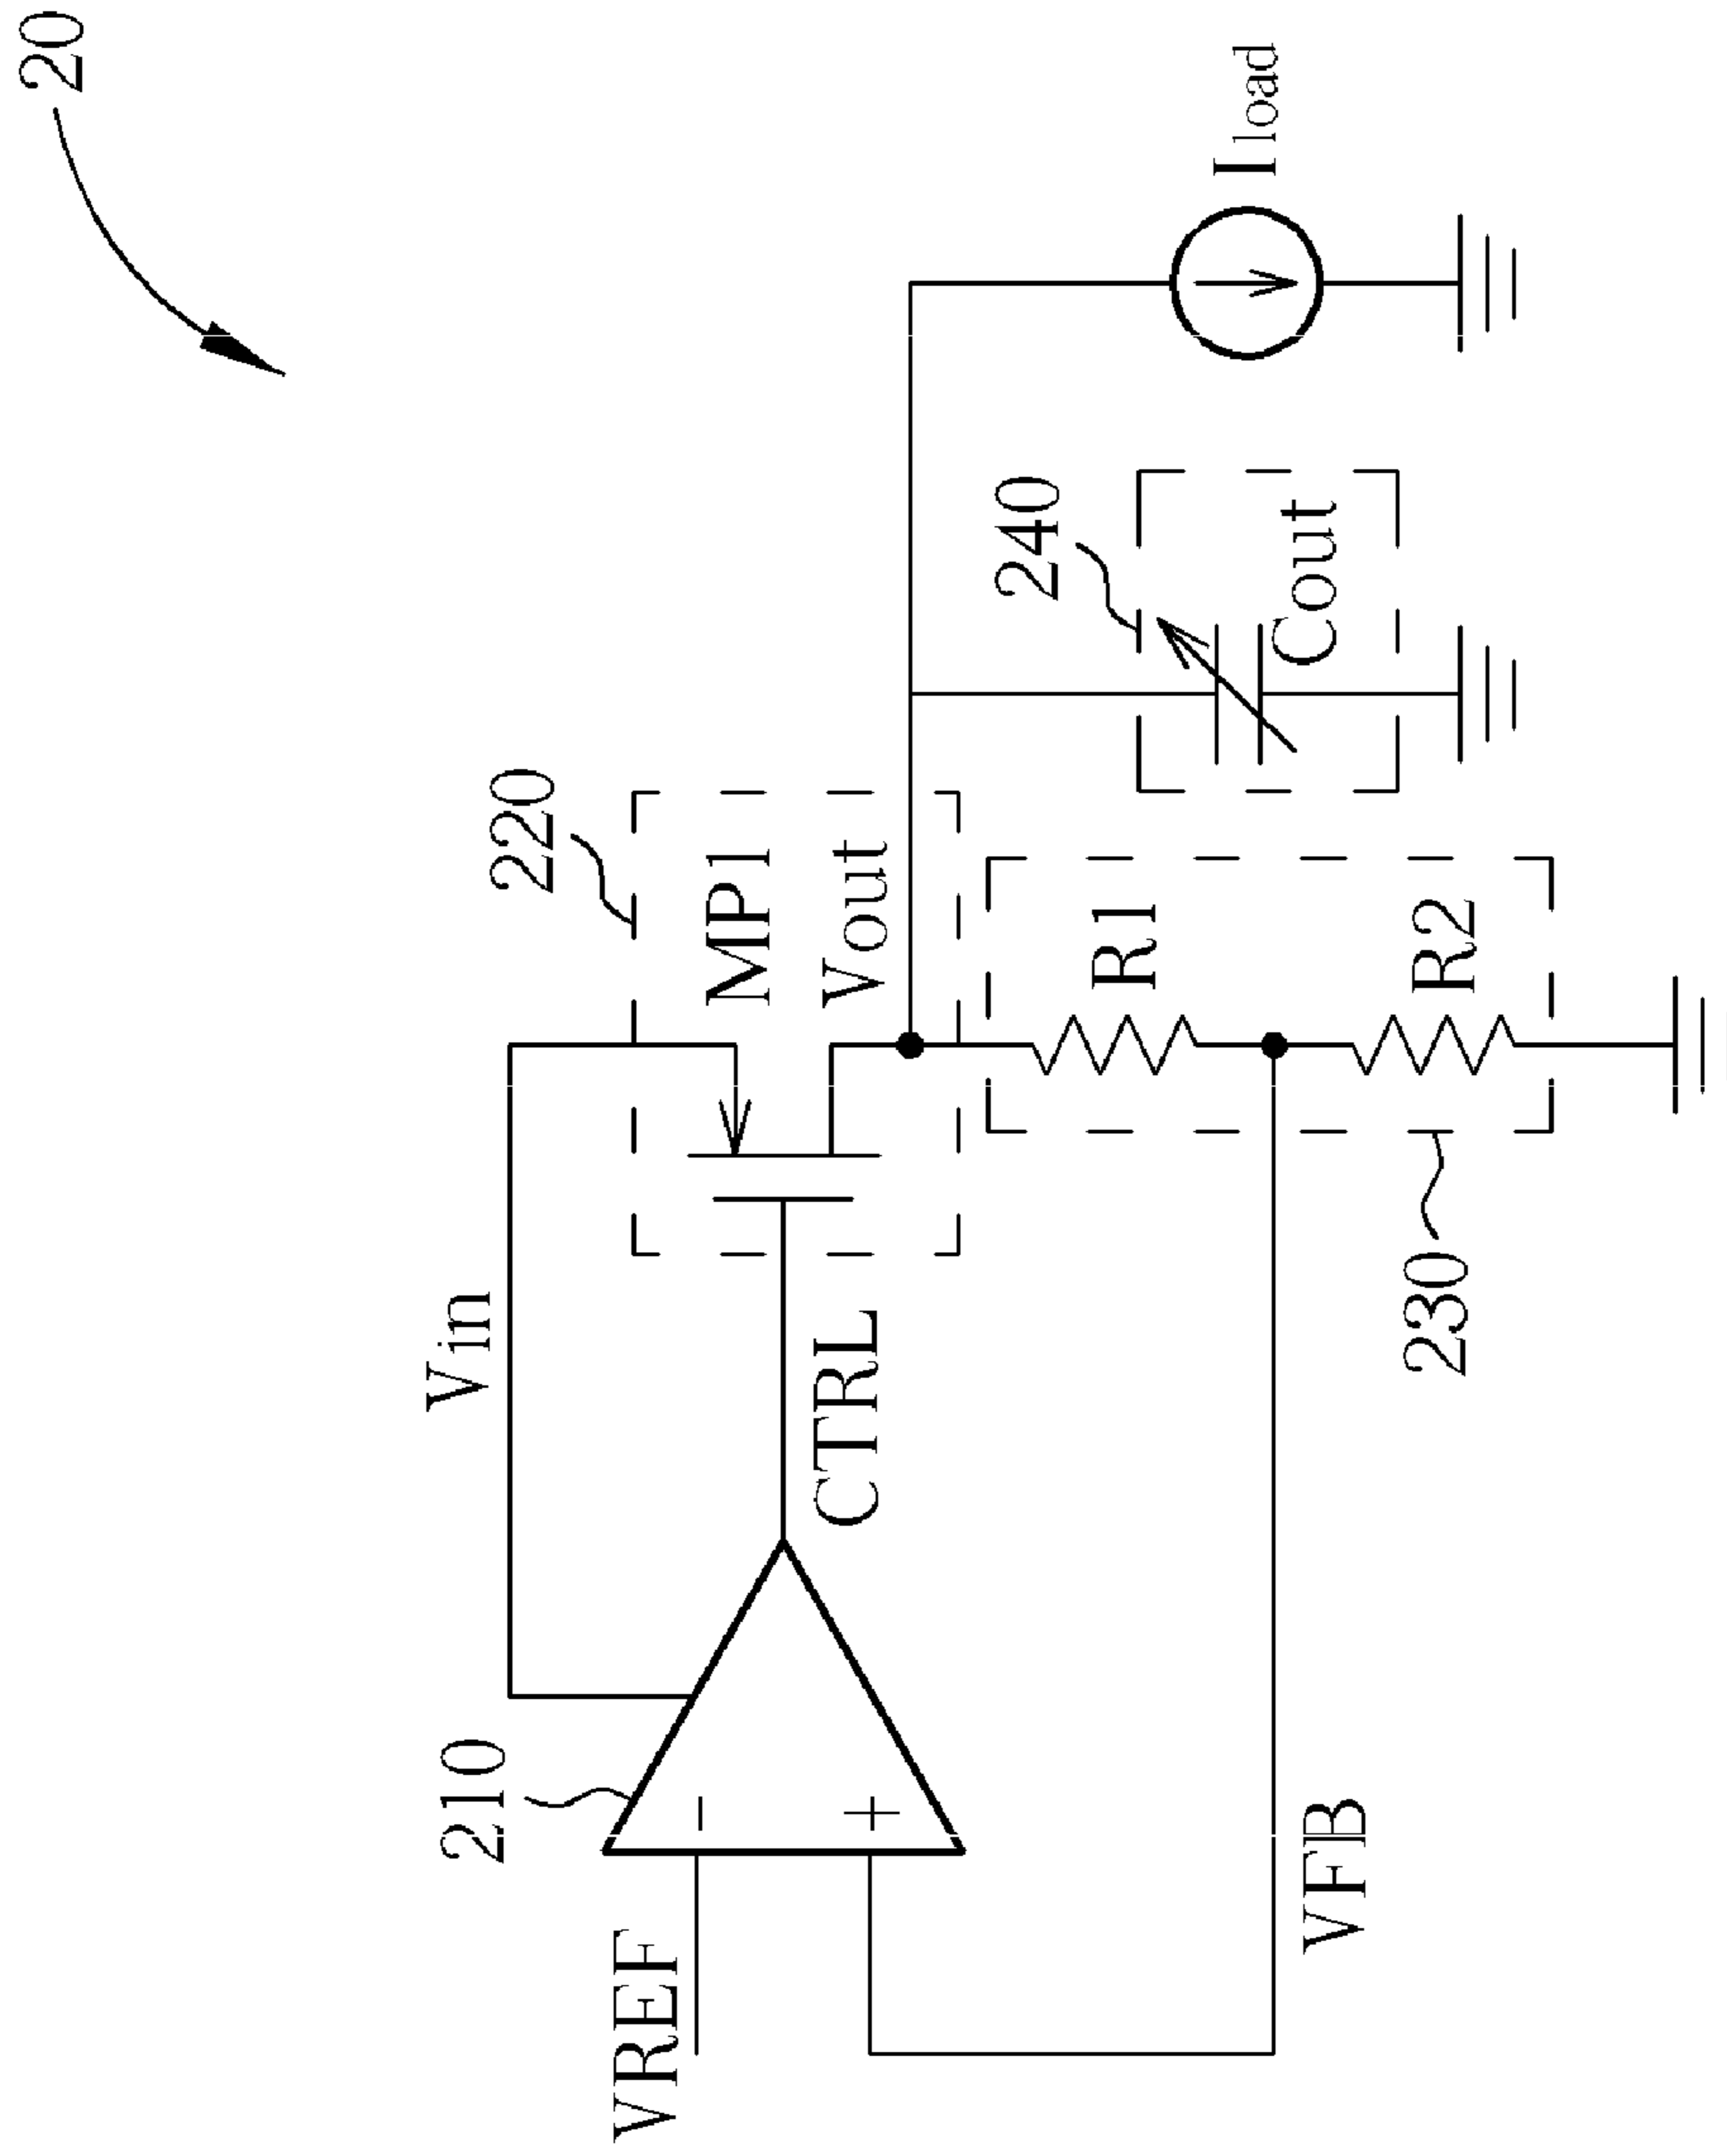 20
220
240
Vin
210
MP1
VREF
−
CTRL
Vout
Iload
+
R1
Cout
VFB
R2
230